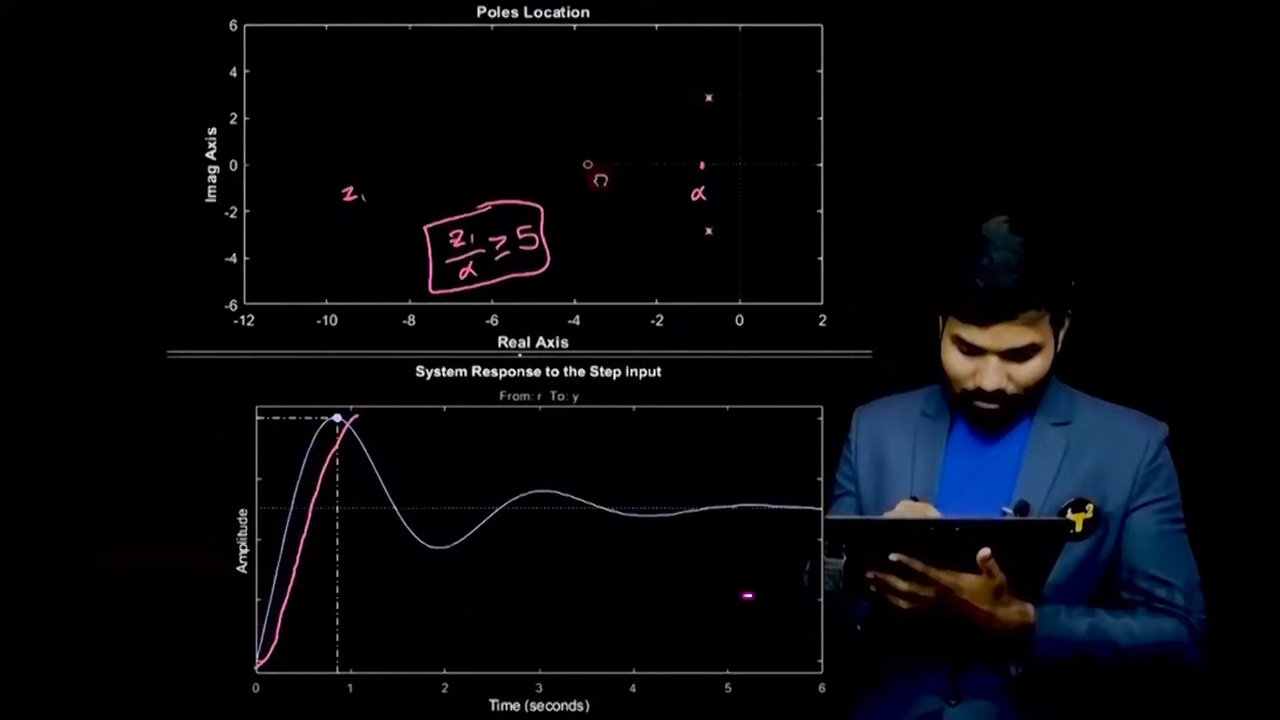 Poles Location
6
4
2
0
-2
-4
-6
Imag Axis
z₁
α
z₁/α ≥ 5
-12 -10 -8 -6 -4 -2 0 2
Real Axis
System Response to the Step input
From: r To: y
Amplitude
0 1 2 3 4 5 6
Time (seconds)
T²